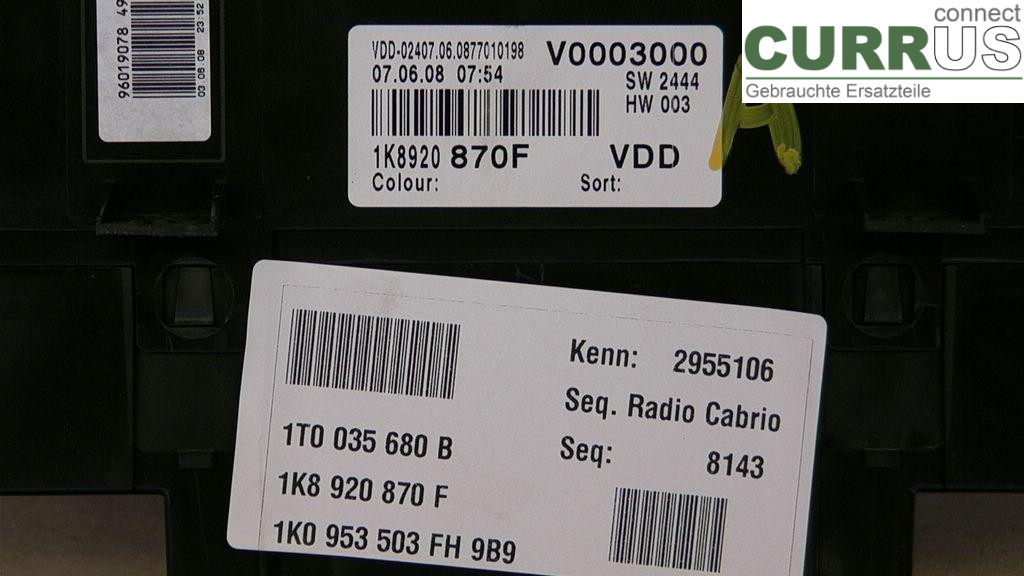 connect
CURRUS
Gebrauchte Ersatzteile
96019078 49
03.06.08 23:52
VDD-02407.06.0877010198 V0003000
07.06.08 07:54 SW 2444
HW 003
1K8920 870F VDD
Colour: Sort:
A
Kenn: 2955106
Seq. Radio Cabrio
Seq: 8143
1T0 035 680 B
1K8 920 870 F
1K0 953 503 FH 9B9